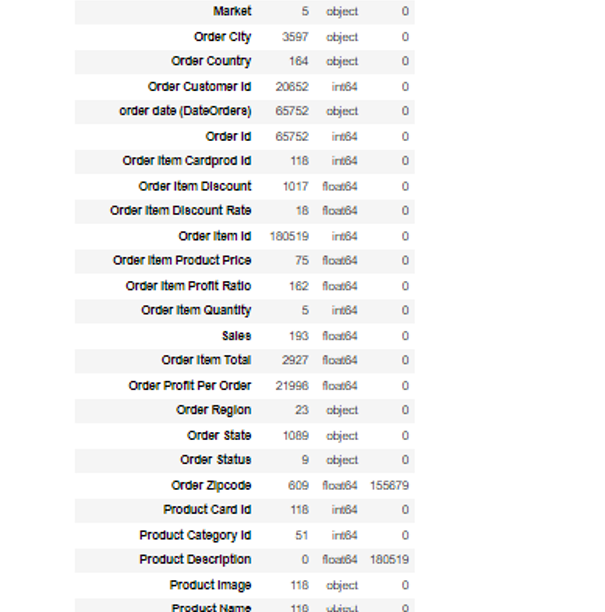 Market 5 object 0
Order City 3597 object 0
Order Country 164 object 0
Order Customer Id 20652 int64 0
order date (DateOrders) 65752 object 0
Order Id 65752 int64 0
Order Item Cardprod Id 118 int64 0
Order Item Discount 1017 float64 0
Order Item Discount Rate 18 float64 0
Order Item Id 180519 int64 0
Order Item Product Price 75 float64 0
Order Item Profit Ratio 162 float64 0
Order Item Quantity 5 int64 0
Sales 193 float64 0
Order Item Total 2927 float64 0
Order Profit Per Order 21998 float64 0
Order Region 23 object 0
Order State 1089 object 0
Order Status 9 object 0
Order Zipcode 609 float64 155679
Product Card Id 118 int64 0
Product Category Id 51 int64 0
Product Description 0 float64 180519
Product Image 118 object 0
Product Name 118 object 0